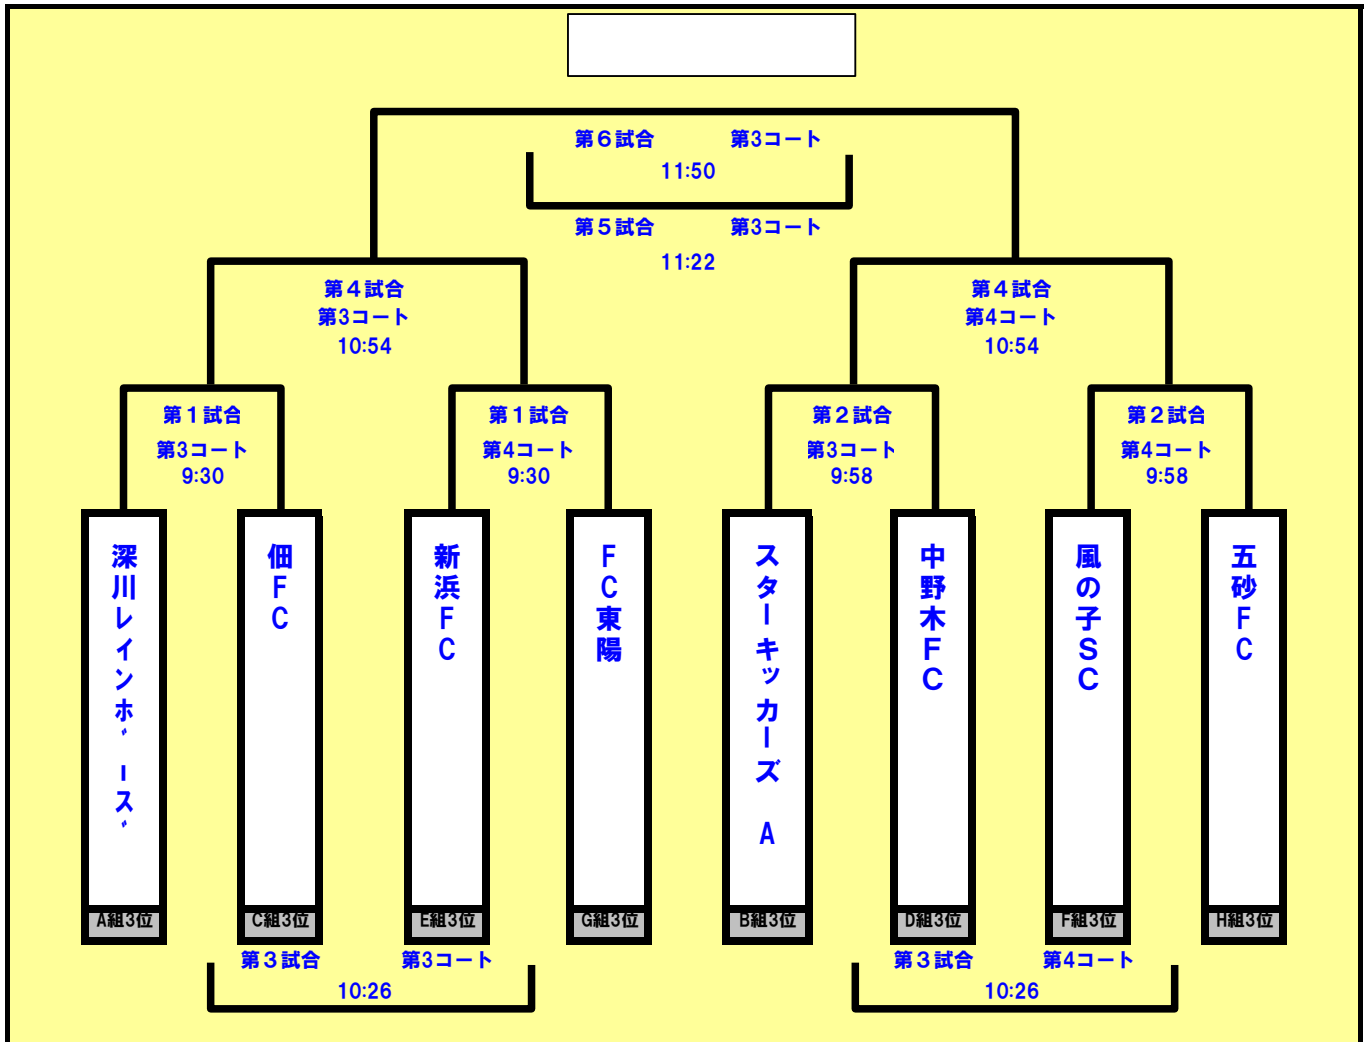 第６試合 第3コート
11:50
第５試合 第3コート
11:22
第４試合
第3コート
10:54
第４試合
第4コート
10:54
第１試合
第3コート
9:30
第１試合
第4コート
9:30
第２試合
第3コート
9:58
第２試合
第4コート
9:58
深川レインボーズ
佃FC
新浜FC
FC東陽
スターキッカーズ A
中野木FC
風の子SC
五砂FC
A組3位
C組3位
E組3位
G組3位
B組3位
D組3位
F組3位
H組3位
第３試合 第3コート
10:26
第３試合 第4コート
10:26